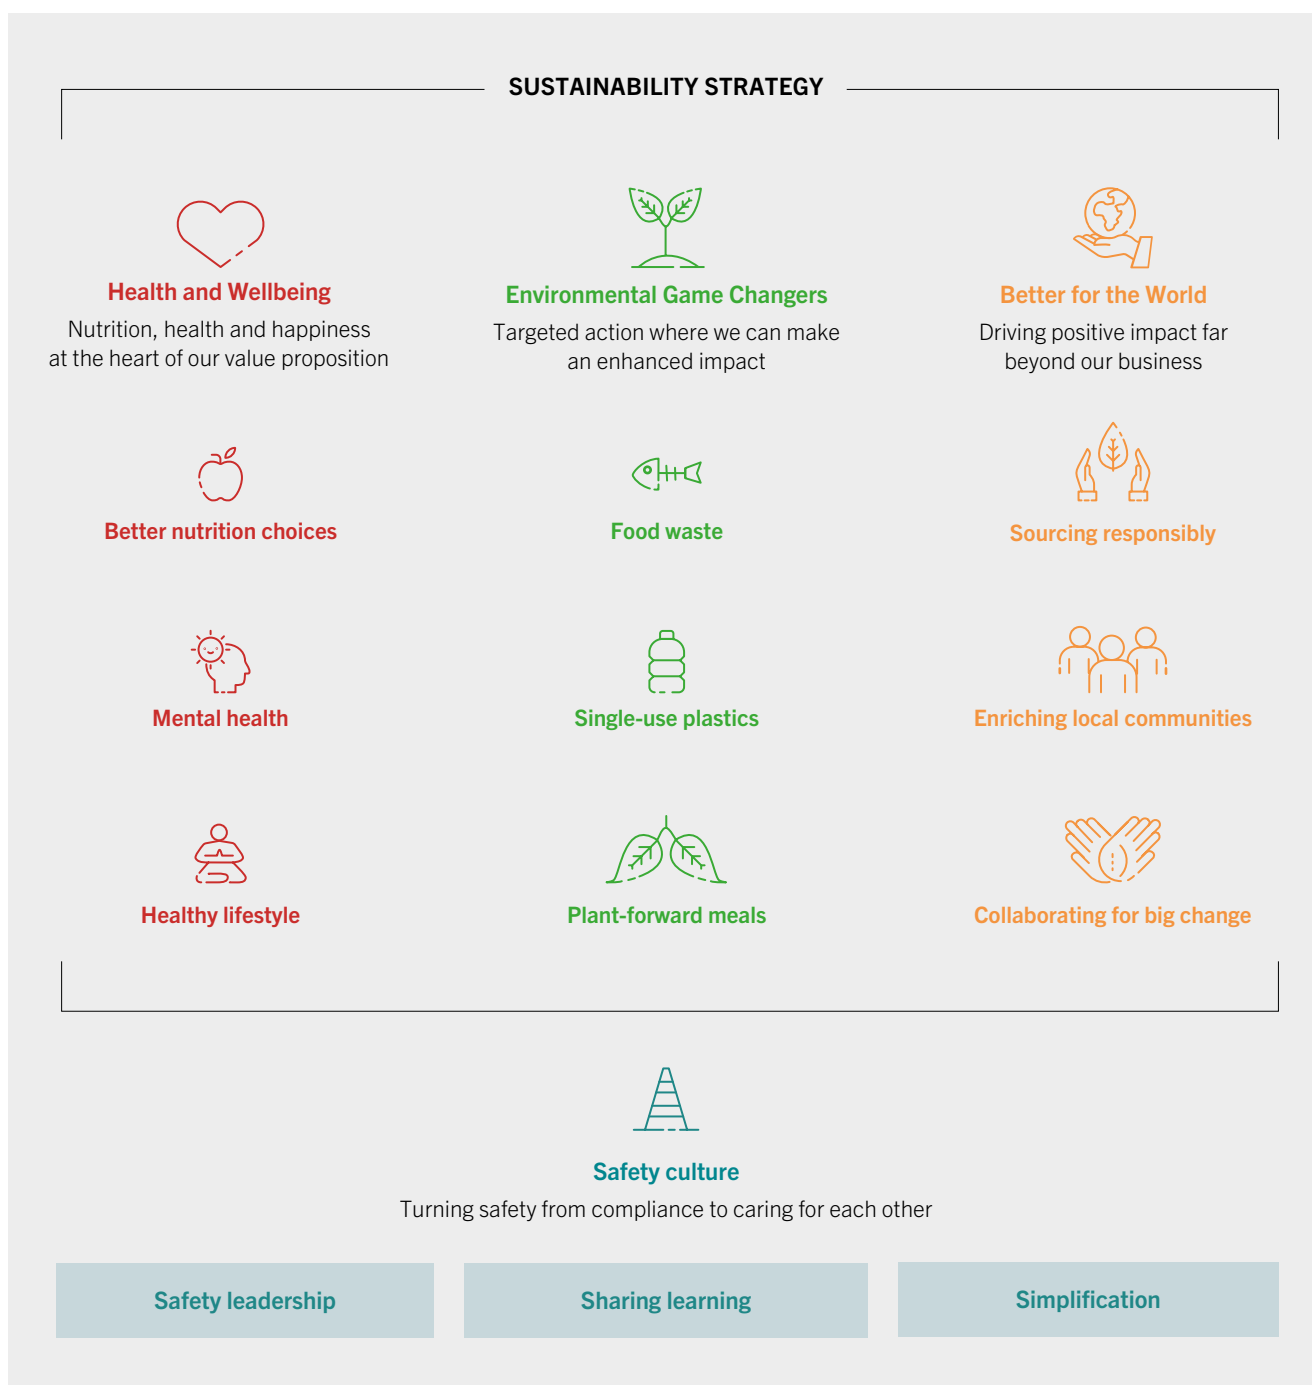 SUSTAINABILITY STRATEGY
Health and Wellbeing
Nutrition, health and happiness
at the heart of our value proposition
Environmental Game Changers
Targeted action where we can make
an enhanced impact
Better for the World
Driving positive impact far
beyond our business
Better nutrition choices
Food waste
Sourcing responsibly
Mental health
Single-use plastics
Enriching local communities
Healthy lifestyle
Plant-forward meals
Collaborating for big change
Safety culture
Turning safety from compliance to caring for each other
Safety leadership
Sharing learning
Simplification